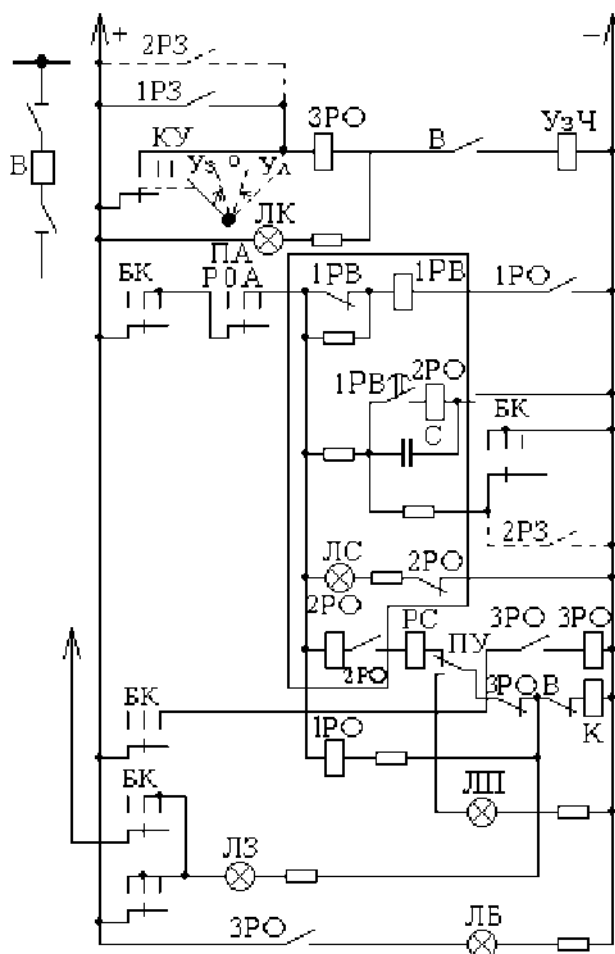 + −
2РЗ
1РЗ
3РО В УзЧ
КУ
Уз 0 Ул
В
ЛК
ПА
БК Р 0 А 1РВ 1РВ 1РО
1РВ 2РО
БК
С
2РЗ
ЛС 2РО
2РО РС ПУ 3РО 3РО
2РО
БК 3РО В
К
1РО
БК
ЛП
ЛЗ
3РО ЛБ